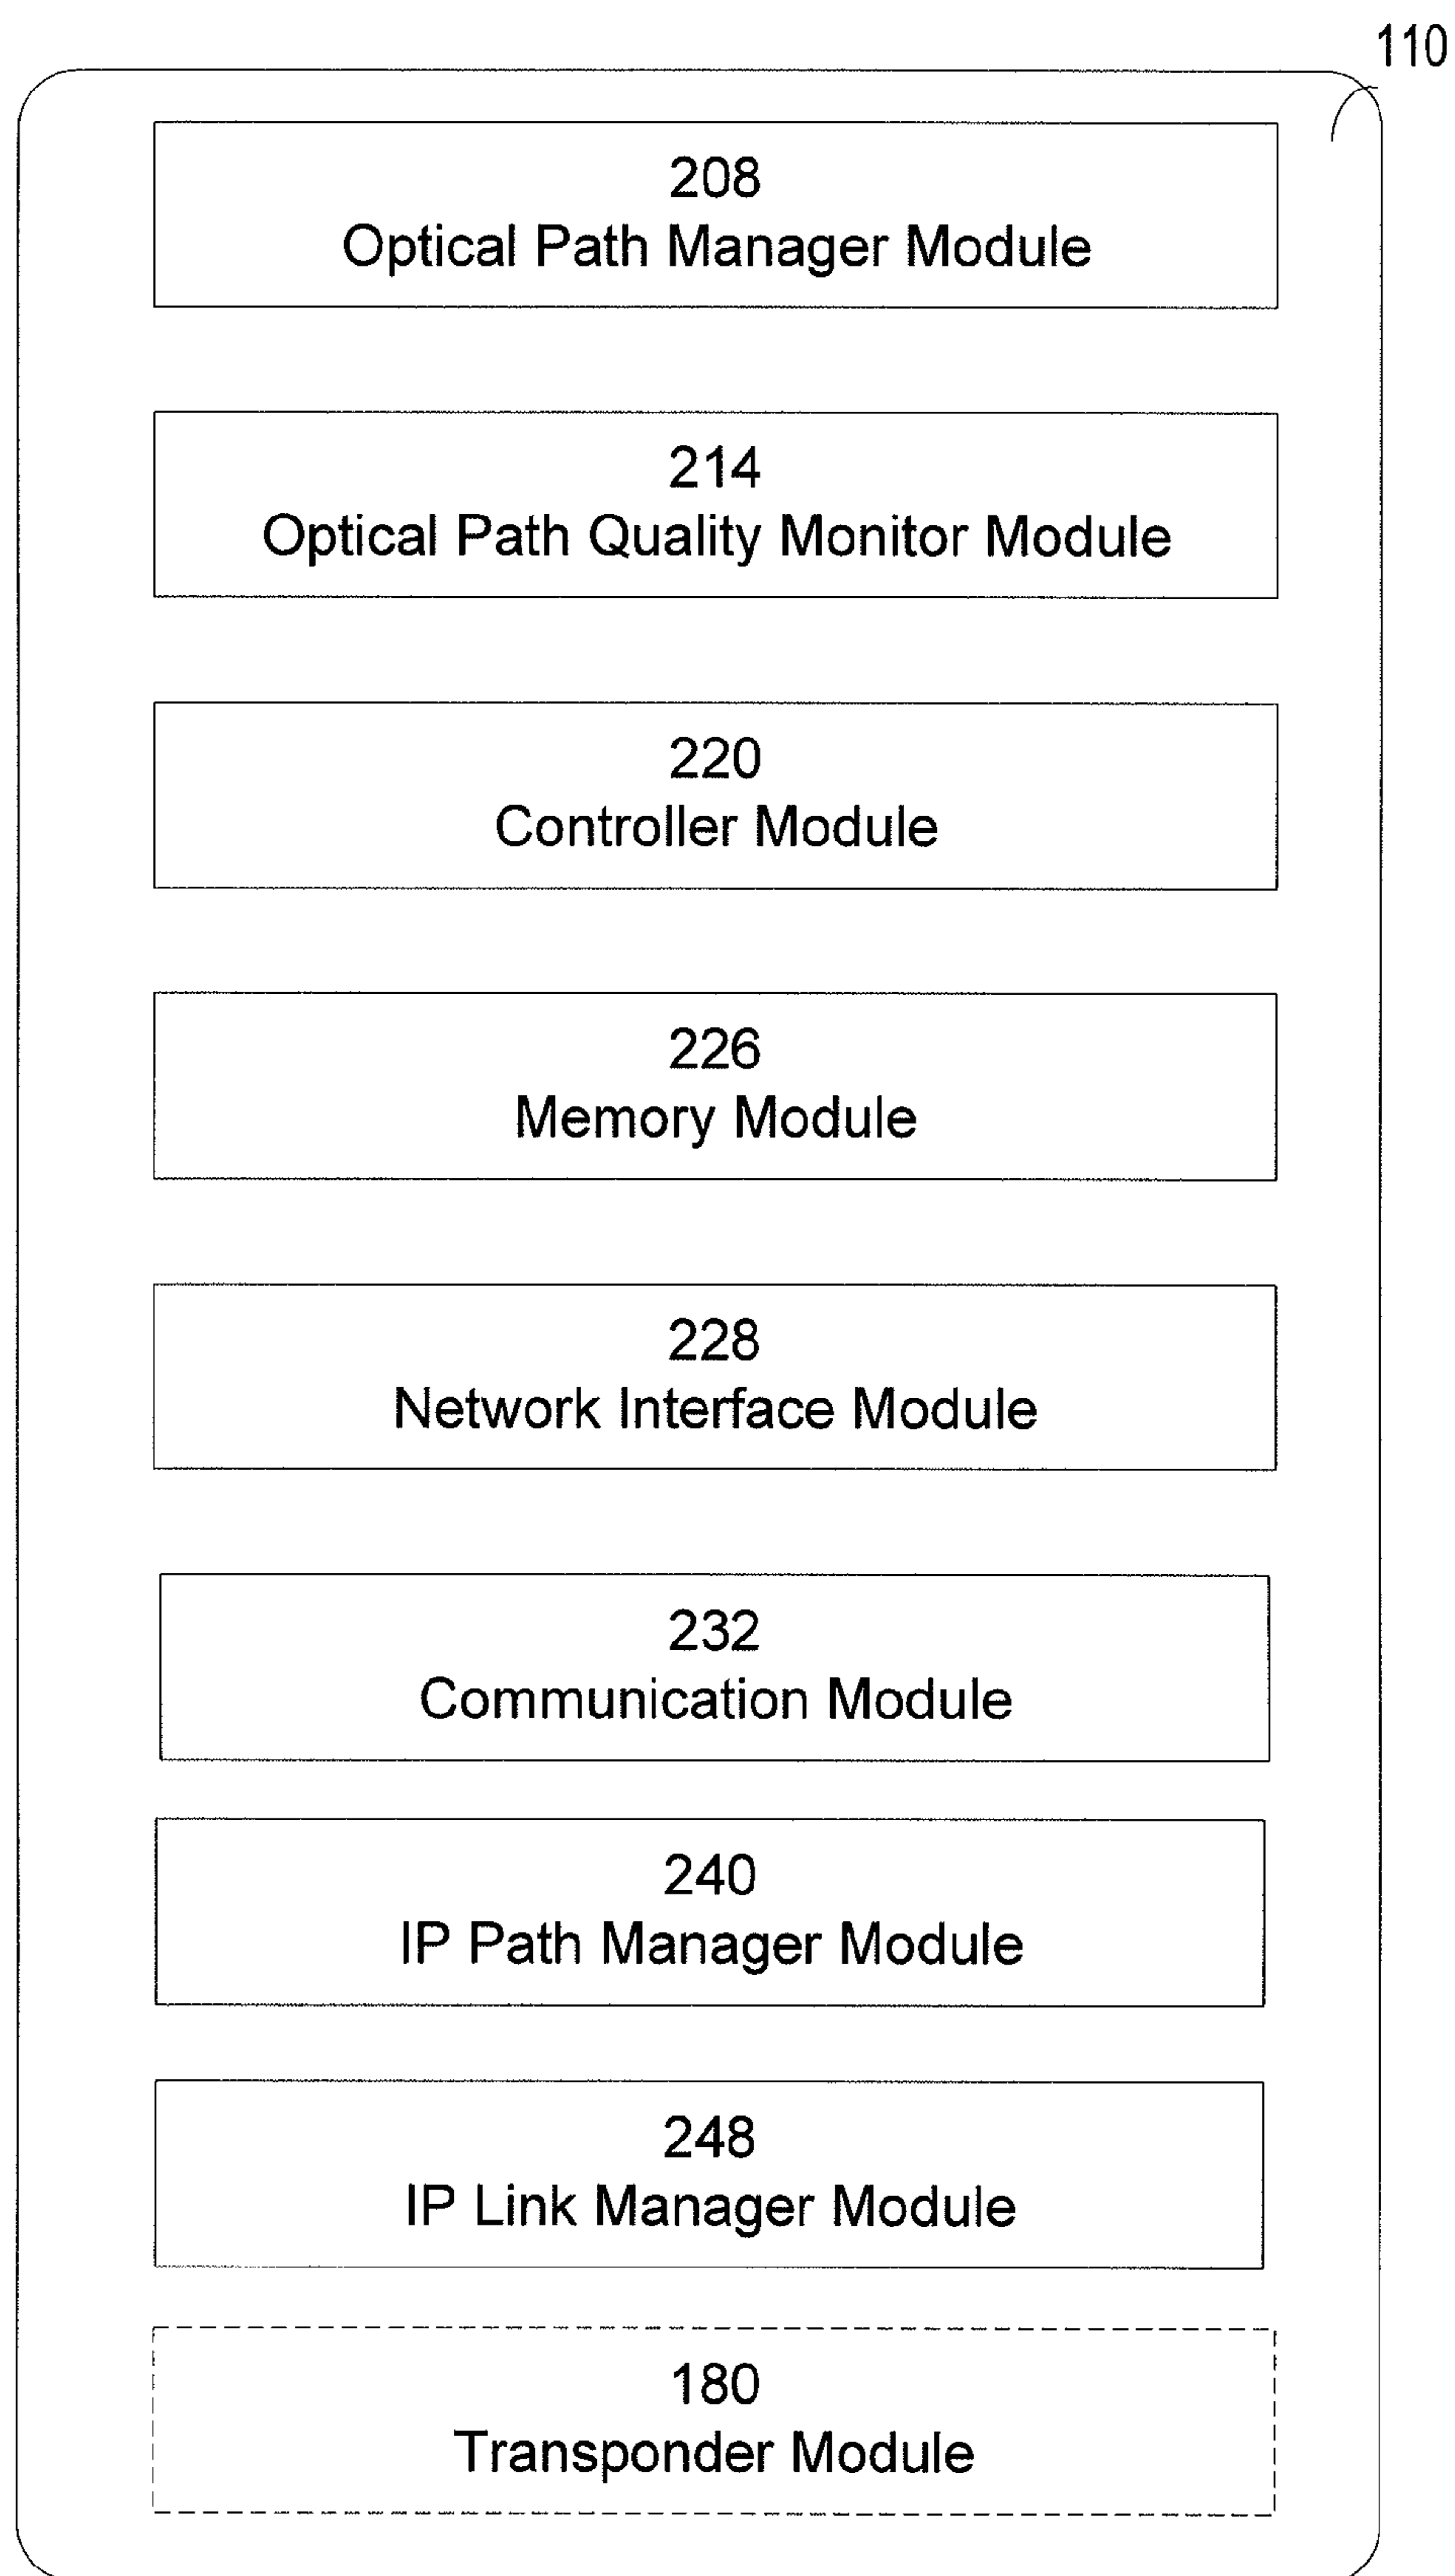 110
208
Optical Path Manager Module
214
Optical Path Quality Monitor Module
220
Controller Module
226
Memory Module
228
Network Interface Module
232
Communication Module
240
IP Path Manager Module
248
IP Link Manager Module
180
Transponder Module